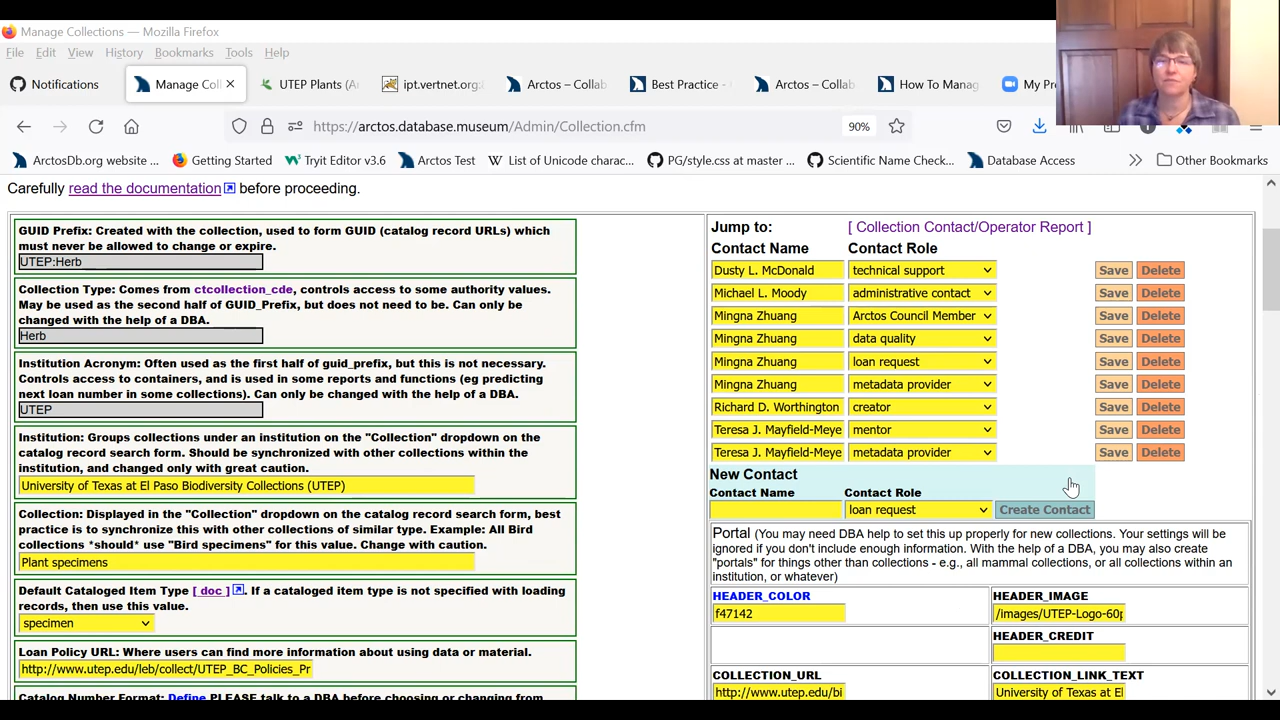 Manage Collections — Mozilla Firefox
File Edit View History Bookmarks Tools Help
Notifications
Manage Col
UTEP Plants (Ar
ipt.vertnet.org:
Arctos – Collab
Best Practice -
Arctos – Collab
How To Manag
My Pr
https://arctos.database.museum/Admin/Collection.cfm
90%
ArctosDb.org website ...
Getting Started
Tryit Editor v3.6
Arctos Test
List of Unicode charac...
PG/style.css at master ...
Scientific Name Check...
Database Access
Other Bookmarks
Carefully read the documentation before proceeding.
GUID Prefix: Created with the collection, used to form GUID (catalog record URLs) which
must never be allowed to change or expire.
UTEP:Herb
Collection Type: Comes from ctcollection_cde, controls access to some authority values.
May be used as the second half of GUID_Prefix, but does not need to be. Can only be
changed with the help of a DBA.
Herb
Institution Acronym: Often used as the first half of guid_prefix, but this is not necessary.
Controls access to containers, and is used in some reports and functions (eg predicting
next loan number in some collections). Can only be changed with the help of a DBA.
UTEP
Institution: Groups collections under an institution on the "Collection" dropdown on the
catalog record search form. Should be synchronized with other collections within the
institution, and changed only with great caution.
University of Texas at El Paso Biodiversity Collections (UTEP)
Collection: Displayed in the "Collection" dropdown on the catalog record search form, best
practice is to synchronize this with other collections of similar type. Example: All Bird
collections *should* use "Bird specimens" for this value. Change with caution.
Plant specimens
Default Cataloged Item Type [ doc ] . If a cataloged item type is not specified with loading
records, then use this value.
specimen
Loan Policy URL: Where users can find more information about using data or material.
http://www.utep.edu/leb/collect/UTEP_BC_Policies_Pr
Catalog Number Format: Define PLEASE talk to a DBA before choosing or changing from
Jump to: [ Collection Contact/Operator Report ]
Contact Name Contact Role
Dusty L. McDonald technical support Save Delete
Michael L. Moody administrative contact Save Delete
Mingna Zhuang Arctos Council Member Save Delete
Mingna Zhuang data quality Save Delete
Mingna Zhuang loan request Save Delete
Mingna Zhuang metadata provider Save Delete
Richard D. Worthington creator Save Delete
Teresa J. Mayfield-Meye mentor Save Delete
Teresa J. Mayfield-Meye metadata provider Save Delete
New Contact
Contact Name Contact Role
loan request Create Contact
Portal (You may need DBA help to set this up properly for new collections. Your settings will be
ignored if you don't include enough information. With the help of a DBA, you may also create
"portals" for things other than collections - e.g., all mammal collections, or all collections within an
institution, or whatever)
HEADER_COLOR HEADER_IMAGE
f47142 /images/UTEP-Logo-60p
HEADER_CREDIT
COLLECTION_URL COLLECTION_LINK_TEXT
http://www.utep.edu/bi University of Texas at El